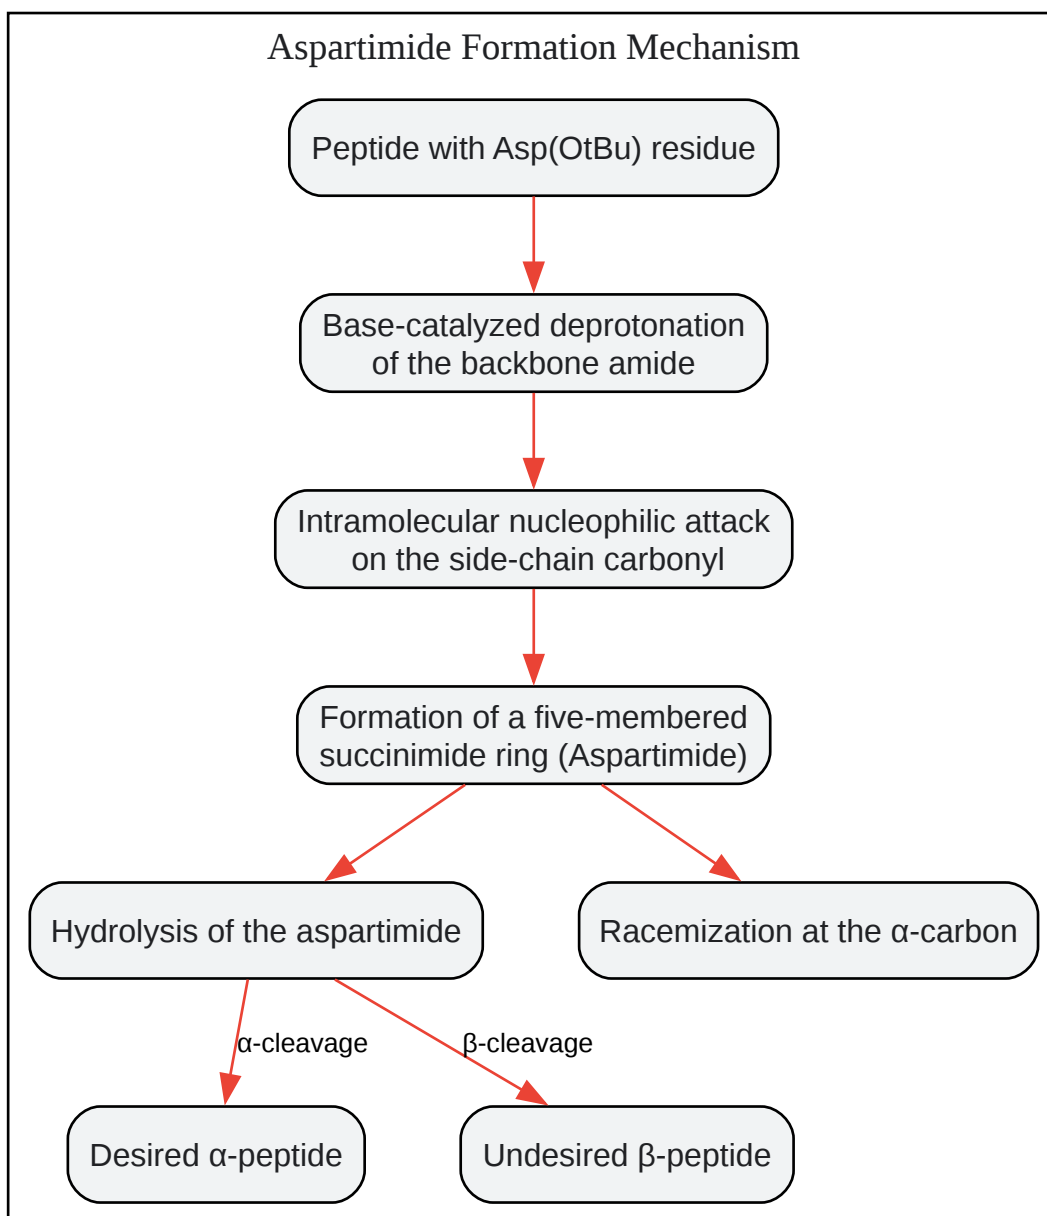 Aspartimide Formation Mechanism
Peptide with Asp(OtBu) residue
Base-catalyzed deprotonation
of the backbone amide
Intramolecular nucleophilic attack
on the side-chain carbonyl
Formation of a five-membered
succinimide ring (Aspartimide)
Hydrolysis of the aspartimide
Racemization at the α-carbon
α-cleavage
β-cleavage
Desired α-peptide
Undesired β-peptide